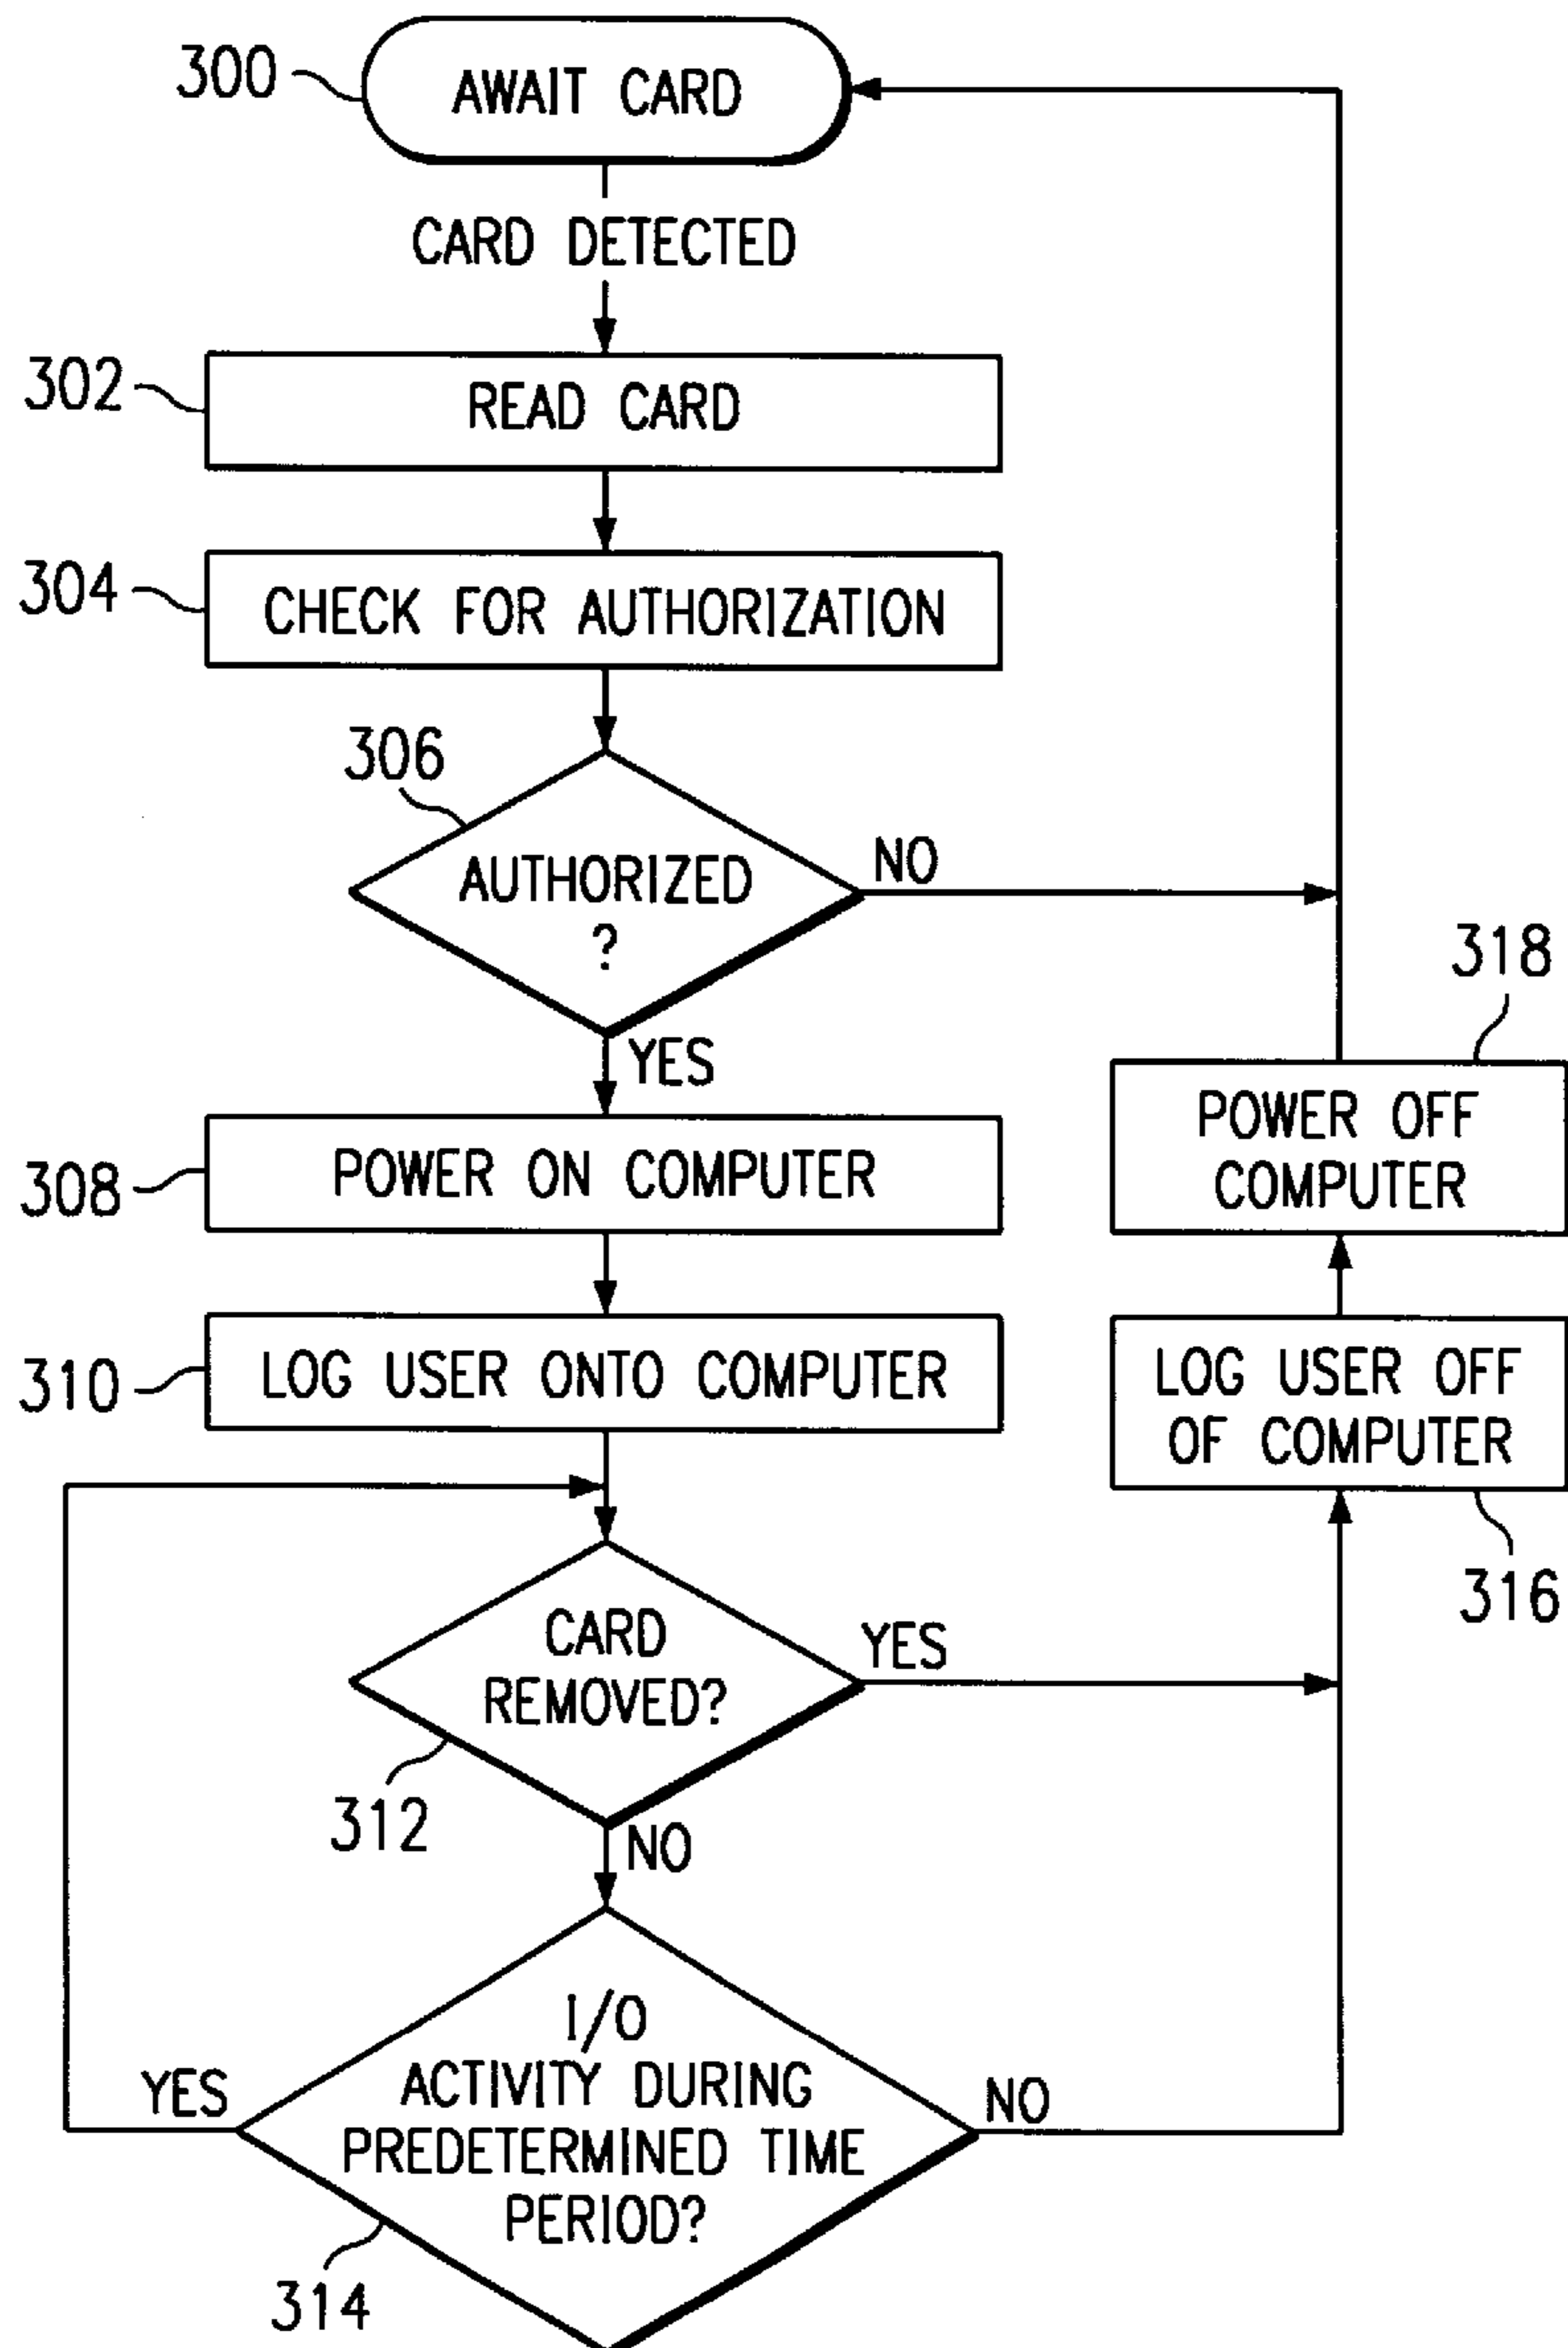 300
AWAIT CARD
CARD DETECTED
302
READ CARD
304
CHECK FOR AUTHORIZATION
306
AUTHORIZED
?
NO
YES
318
POWER OFF
COMPUTER
308
POWER ON COMPUTER
310
LOG USER ONTO COMPUTER
LOG USER OFF
OF COMPUTER
316
CARD
REMOVED?
YES
312
NO
I/O
ACTIVITY DURING
PREDETERMINED TIME
PERIOD?
YES
NO
314